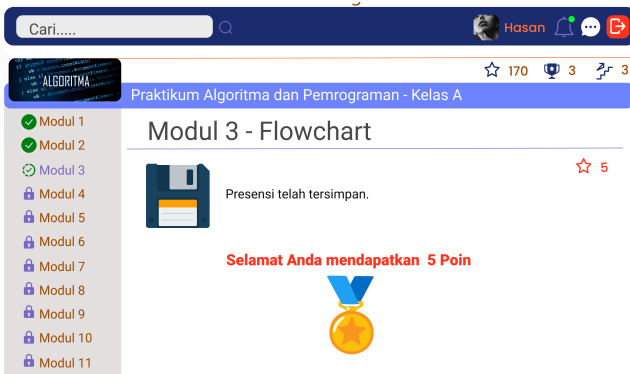 Cari.....
Hasan
ALGORITMA
170
3
3
Praktikum Algoritma dan Pemrograman - Kelas A
Modul 1
Modul 2
Modul 3
Modul 4
Modul 5
Modul 6
Modul 7
Modul 8
Modul 9
Modul 10
Modul 11
Modul 3 - Flowchart
5
Presensi telah tersimpan.
Selamat Anda mendapatkan 5 Poin